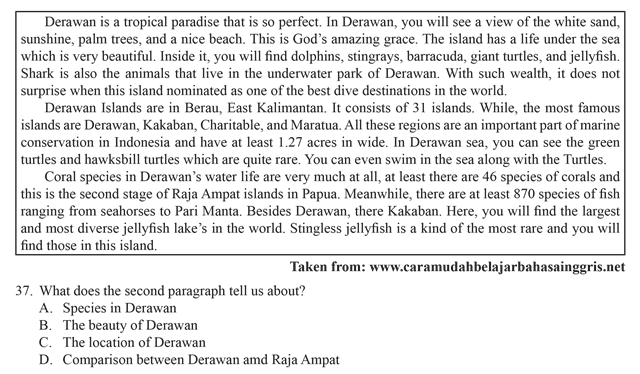 Derawan is a tropical paradise that is so perfect. In Derawan, you will see a view of the white sand,
sunshine, palm trees, and a nice beach. This is God's amazing grace. The island has a life under the sea
which is very beautiful. Inside it, you will find dolphins, stingrays, barracuda, giant turtles, and jellyfish.
Shark is also the animals that live in the underwater park of Derawan. With such wealth, it does not
surprise when this island nominated as one of the best dive destinations in the world.
Derawan Islands are in Berau, East Kalimantan. It consists of 31 islands. While, the most famous
islands are Derawan, Kakaban, Charitable, and Maratua. All these regions are an important part of marine
conservation in Indonesia and have at least 1.27 acres in wide. In Derawan sea, you can see the green
turtles and hawksbill turtles which are quite rare. You can even swim in the sea along with the Turtles.
Coral species in Derawan's water life are very much at all, at least there are 46 species of corals and
this is the second stage of Raja Ampat islands in Papua. Meanwhile, there are at least 870 species of fish
ranging from seahorses to Pari Manta. Besides Derawan, there Kakaban. Here, you will find the largest
and most diverse jellyfish lake's in the world. Stingless jellyfish is a kind of the most rare and you will
find those in this island.
Taken from: www.caramudahbelajarbahasainggris.net
37. What does the second paragraph tell us about?
A. Species in Derawan
B. The beauty of Derawan
C. The location of Derawan
D. Comparison between Derawan amd Raja Ampat